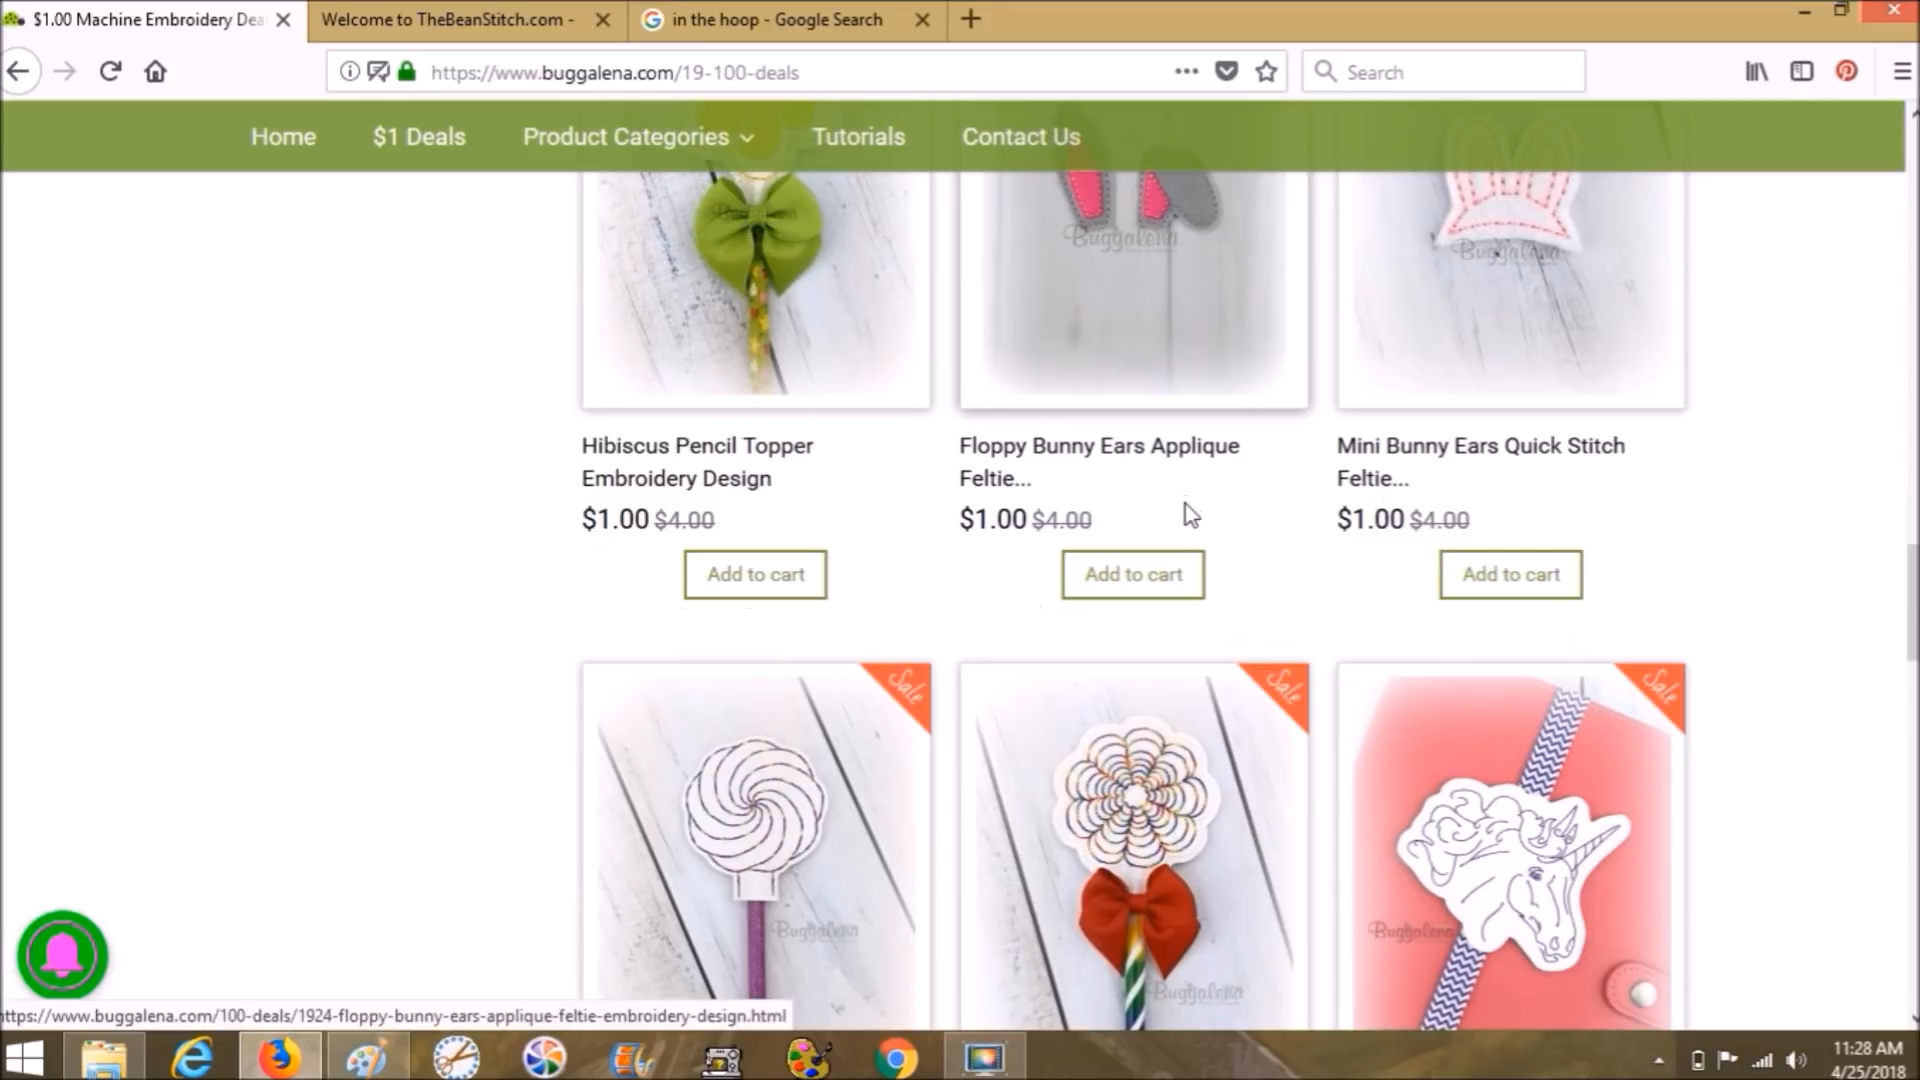 $1.00 Machine Embroidery Dea
Welcome to TheBeanStitch.com -
in the hoop - Google Search
https://www.buggalena.com/19-100-deals
Search
Home
$1 Deals
Product Categories
Tutorials
Contact Us
Buggalena
Buggalena
Buggalena
Hibiscus Pencil Topper
Embroidery Design
$1.00 $4.00
Add to cart
Floppy Bunny Ears Applique
Feltie...
$1.00 $4.00
Add to cart
Mini Bunny Ears Quick Stitch
Feltie...
$1.00 $4.00
Add to cart
Sale
Sale
Sale
Buggalena
Buggalena
Buggalena
https://www.buggalena.com/100-deals/1924-floppy-bunny-ears-applique-feltie-embroidery-design.html
11:28 AM
4/25/2018